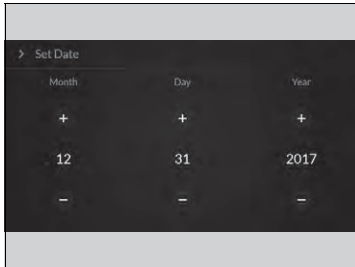 > Set Date
Month Day Year
+ + +
12 31 2017
− − −